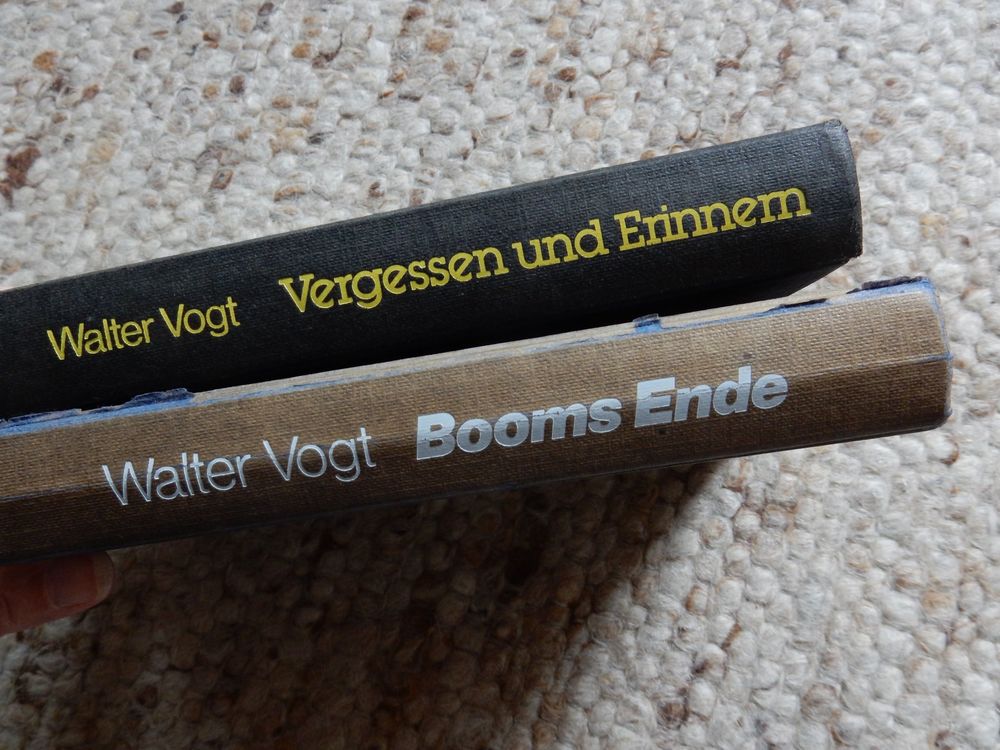 Walter Vogt Vergessen und Erinnern
Walter Vogt Booms Ende